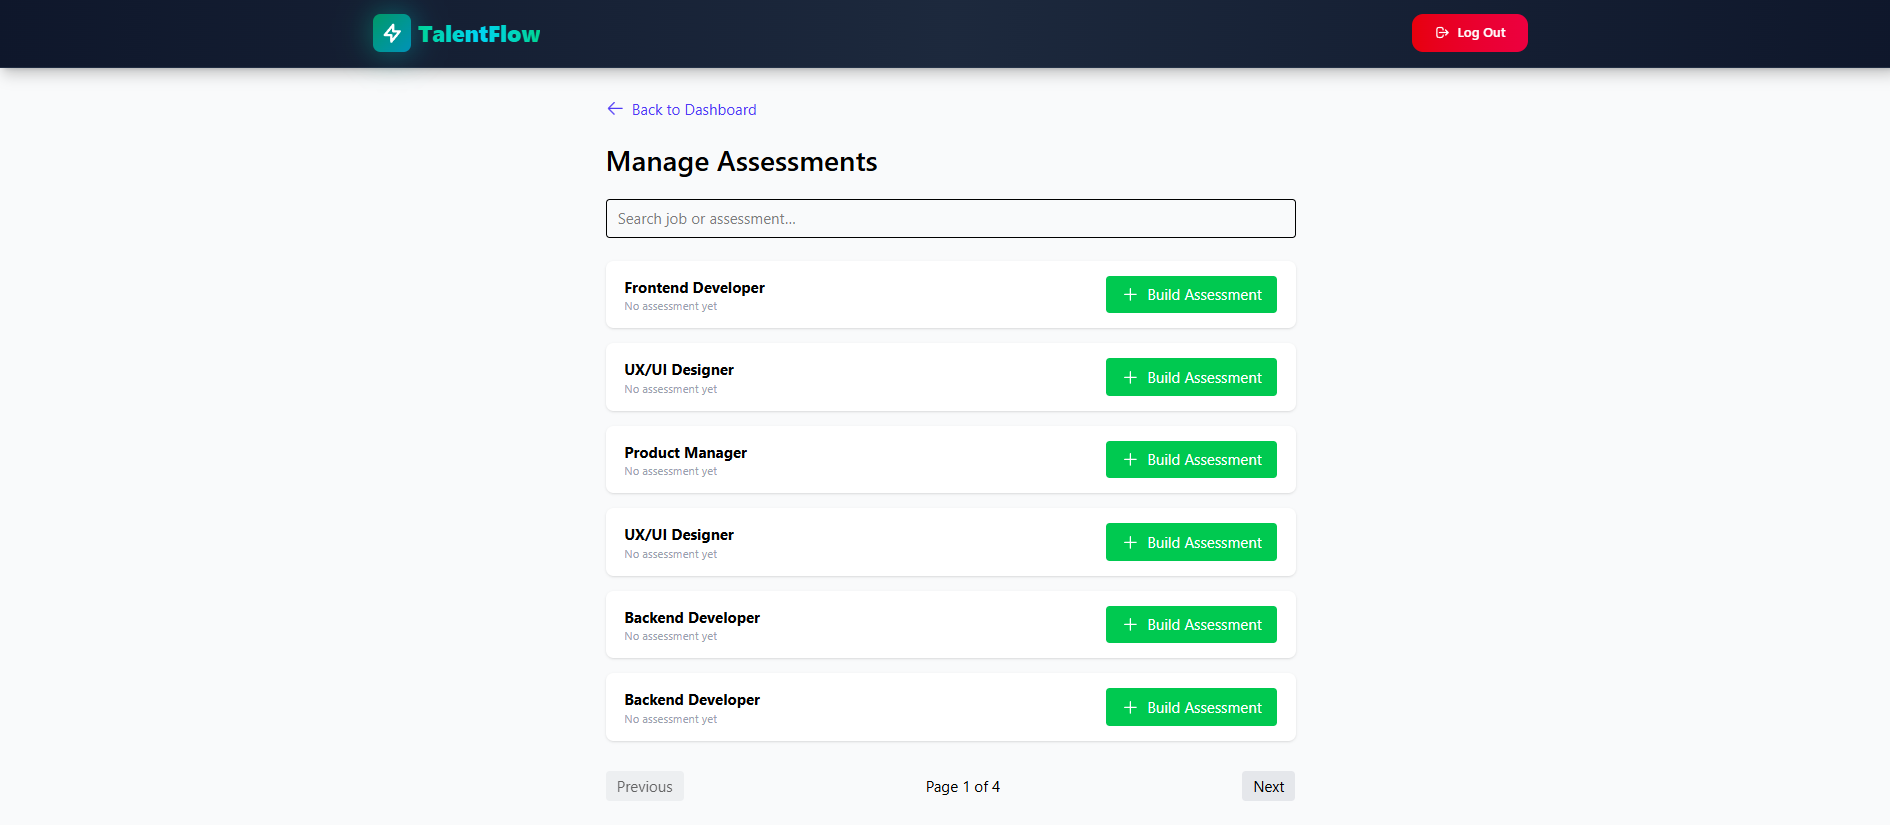 TalentFlow
Log Out
Back to Dashboard
Manage Assessments
Search job or assessment...
Frontend Developer
No assessment yet
Build Assessment
UX/UI Designer
No assessment yet
Build Assessment
Product Manager
No assessment yet
Build Assessment
UX/UI Designer
No assessment yet
Build Assessment
Backend Developer
No assessment yet
Build Assessment
Backend Developer
No assessment yet
Build Assessment
Previous
Page 1 of 4
Next